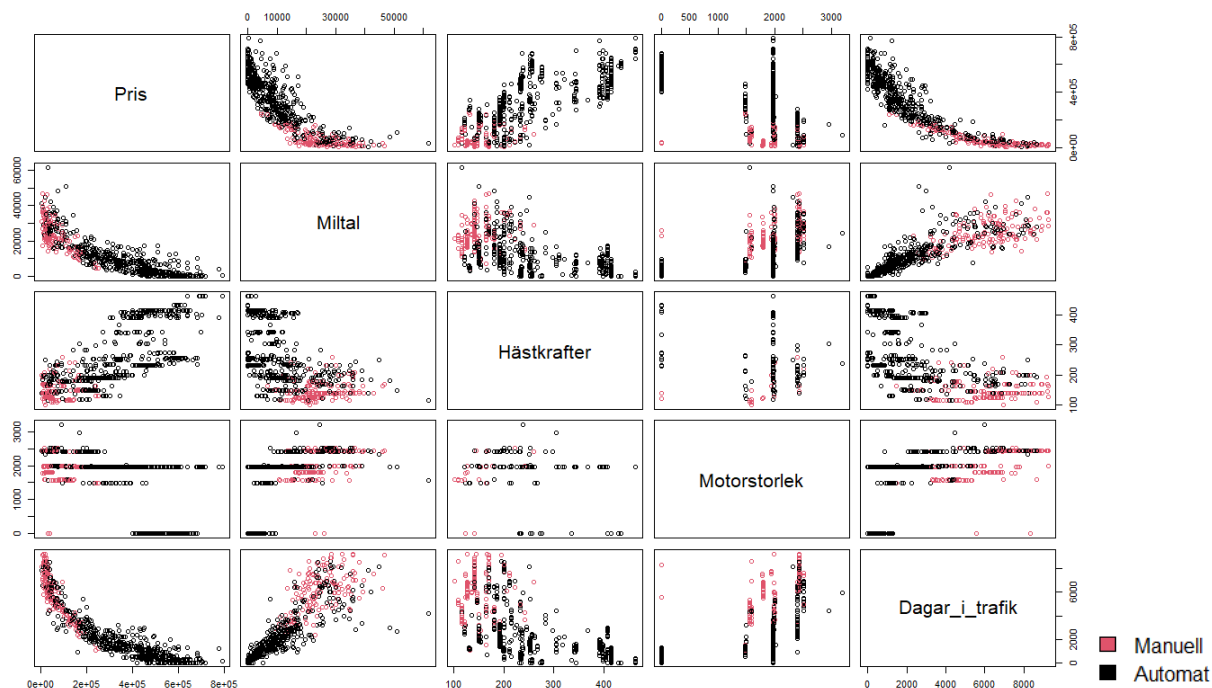 0 10000 30000 50000
0 500 1000 2000 3000
Pris
0e+00 4e+05 8e+05
0 20000 40000 60000
Miltal
Hästkrafter
100 200 300 400
0 1000 2000 3000
Motorstorlek
Dagar_i_trafik
0 2000 6000
0e+00 2e+05 4e+05 6e+05 8e+05
100 200 300 400
0 2000 4000 6000 8000
Manuell
Automat